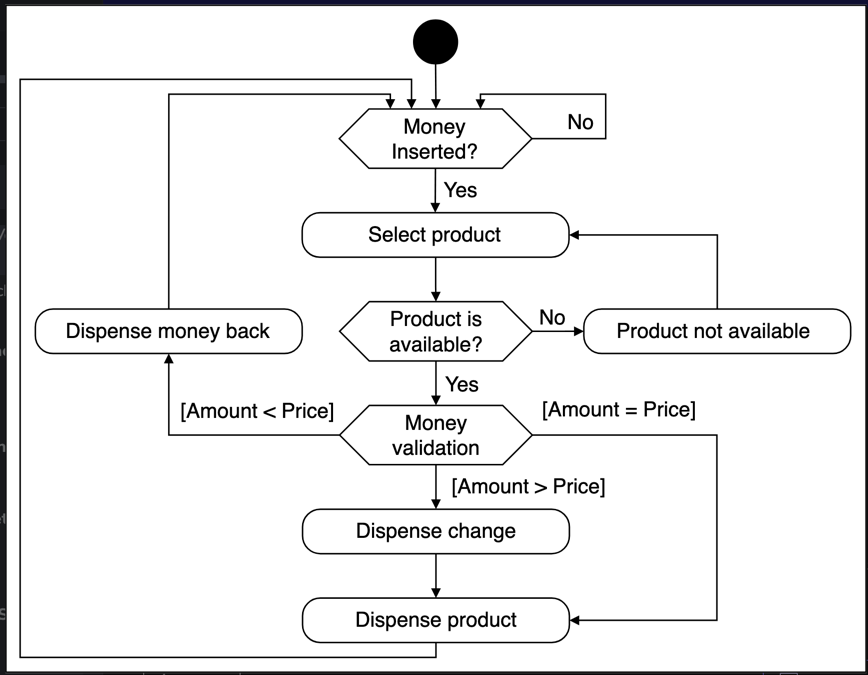 Money
Inserted?
No
Yes
Select product
Dispense money back
Product is
available?
No
Product not available
Yes
[Amount < Price]
Money
validation
[Amount = Price]
[Amount > Price]
Dispense change
Dispense product